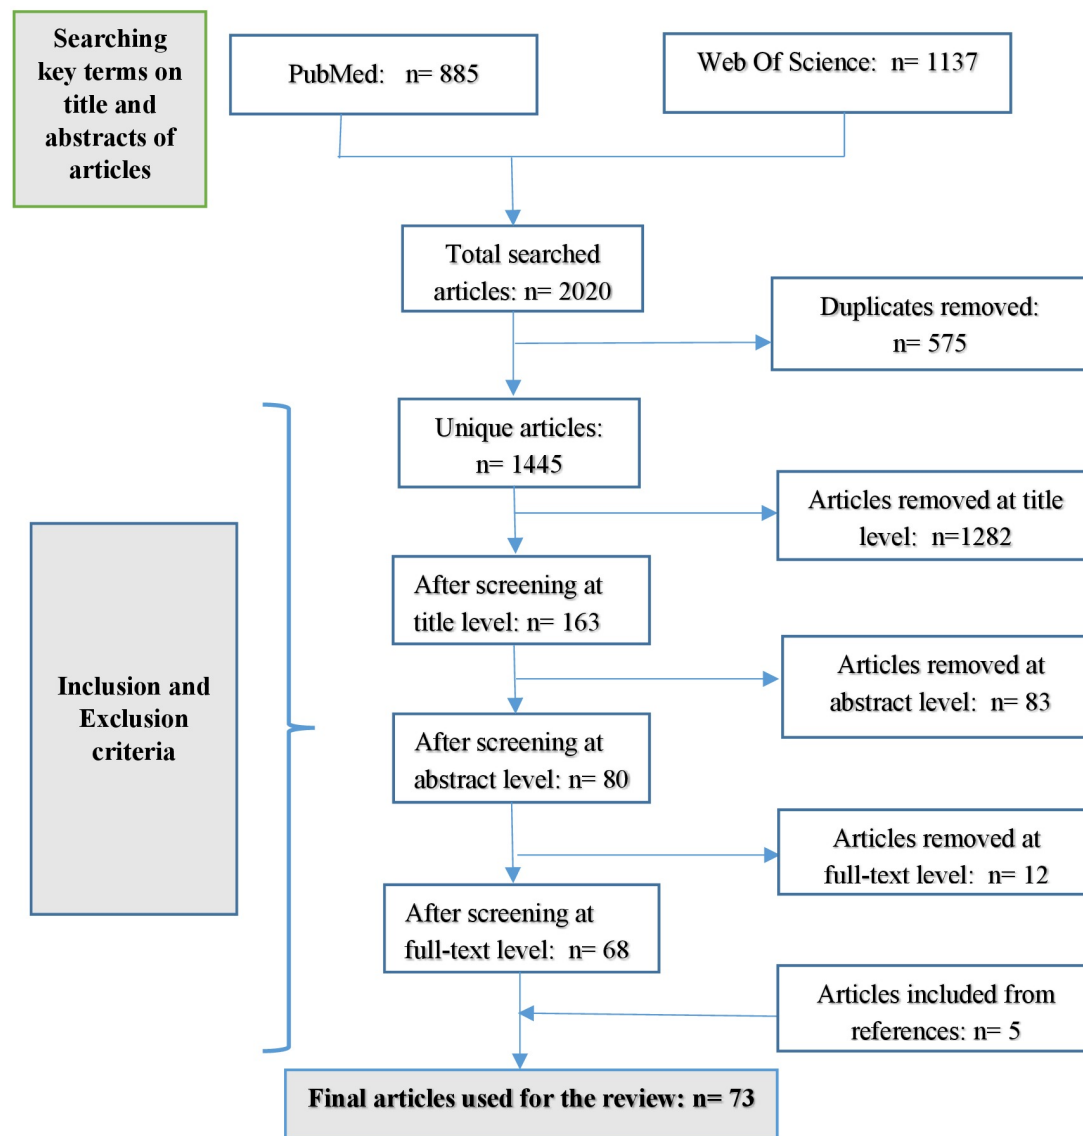 Searching
key terms on
title and
abstracts of
articles
PubMed: n= 885
Web Of Science: n= 1137
Total searched
articles: n= 2020
Duplicates removed:
n= 575
Unique articles:
n= 1445
Articles removed at title
level: n=1282
After screening at
title level: n= 163
Articles removed at
abstract level: n= 83
Inclusion and
Exclusion
criteria
After screening at
abstract level: n= 80
Articles removed at
full-text level: n= 12
After screening at
full-text level: n= 68
Articles included from
references: n= 5
Final articles used for the review: n= 73